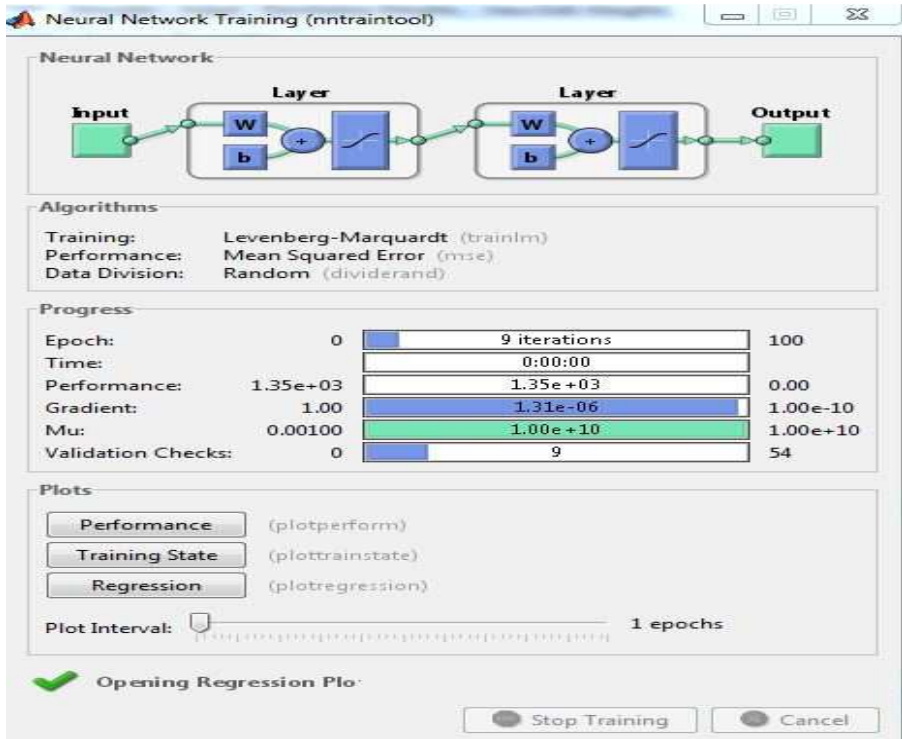 Neural Network Training (nntraintool)
Neural Network
Layer Layer
Input Output
W W
b + b +
Algorithms
Training: Levenberg-Marquardt (trainlm)
Performance: Mean Squared Error (mse)
Data Division: Random (dividerand)
Progress
Epoch: 0 9 iterations 100
Time: 0:00:00
Performance: 1.35e+03 1.35e+03 0.00
Gradient: 1.00 1.31e-06 1.00e-10
Mu: 0.00100 1.00e+10 1.00e+10
Validation Checks: 0 9 54
Plots
Performance (plotperform)
Training State (plottrainstate)
Regression (plotregression)
Plot Interval: 1 epochs
Opening Regression Plo
Stop Training Cancel